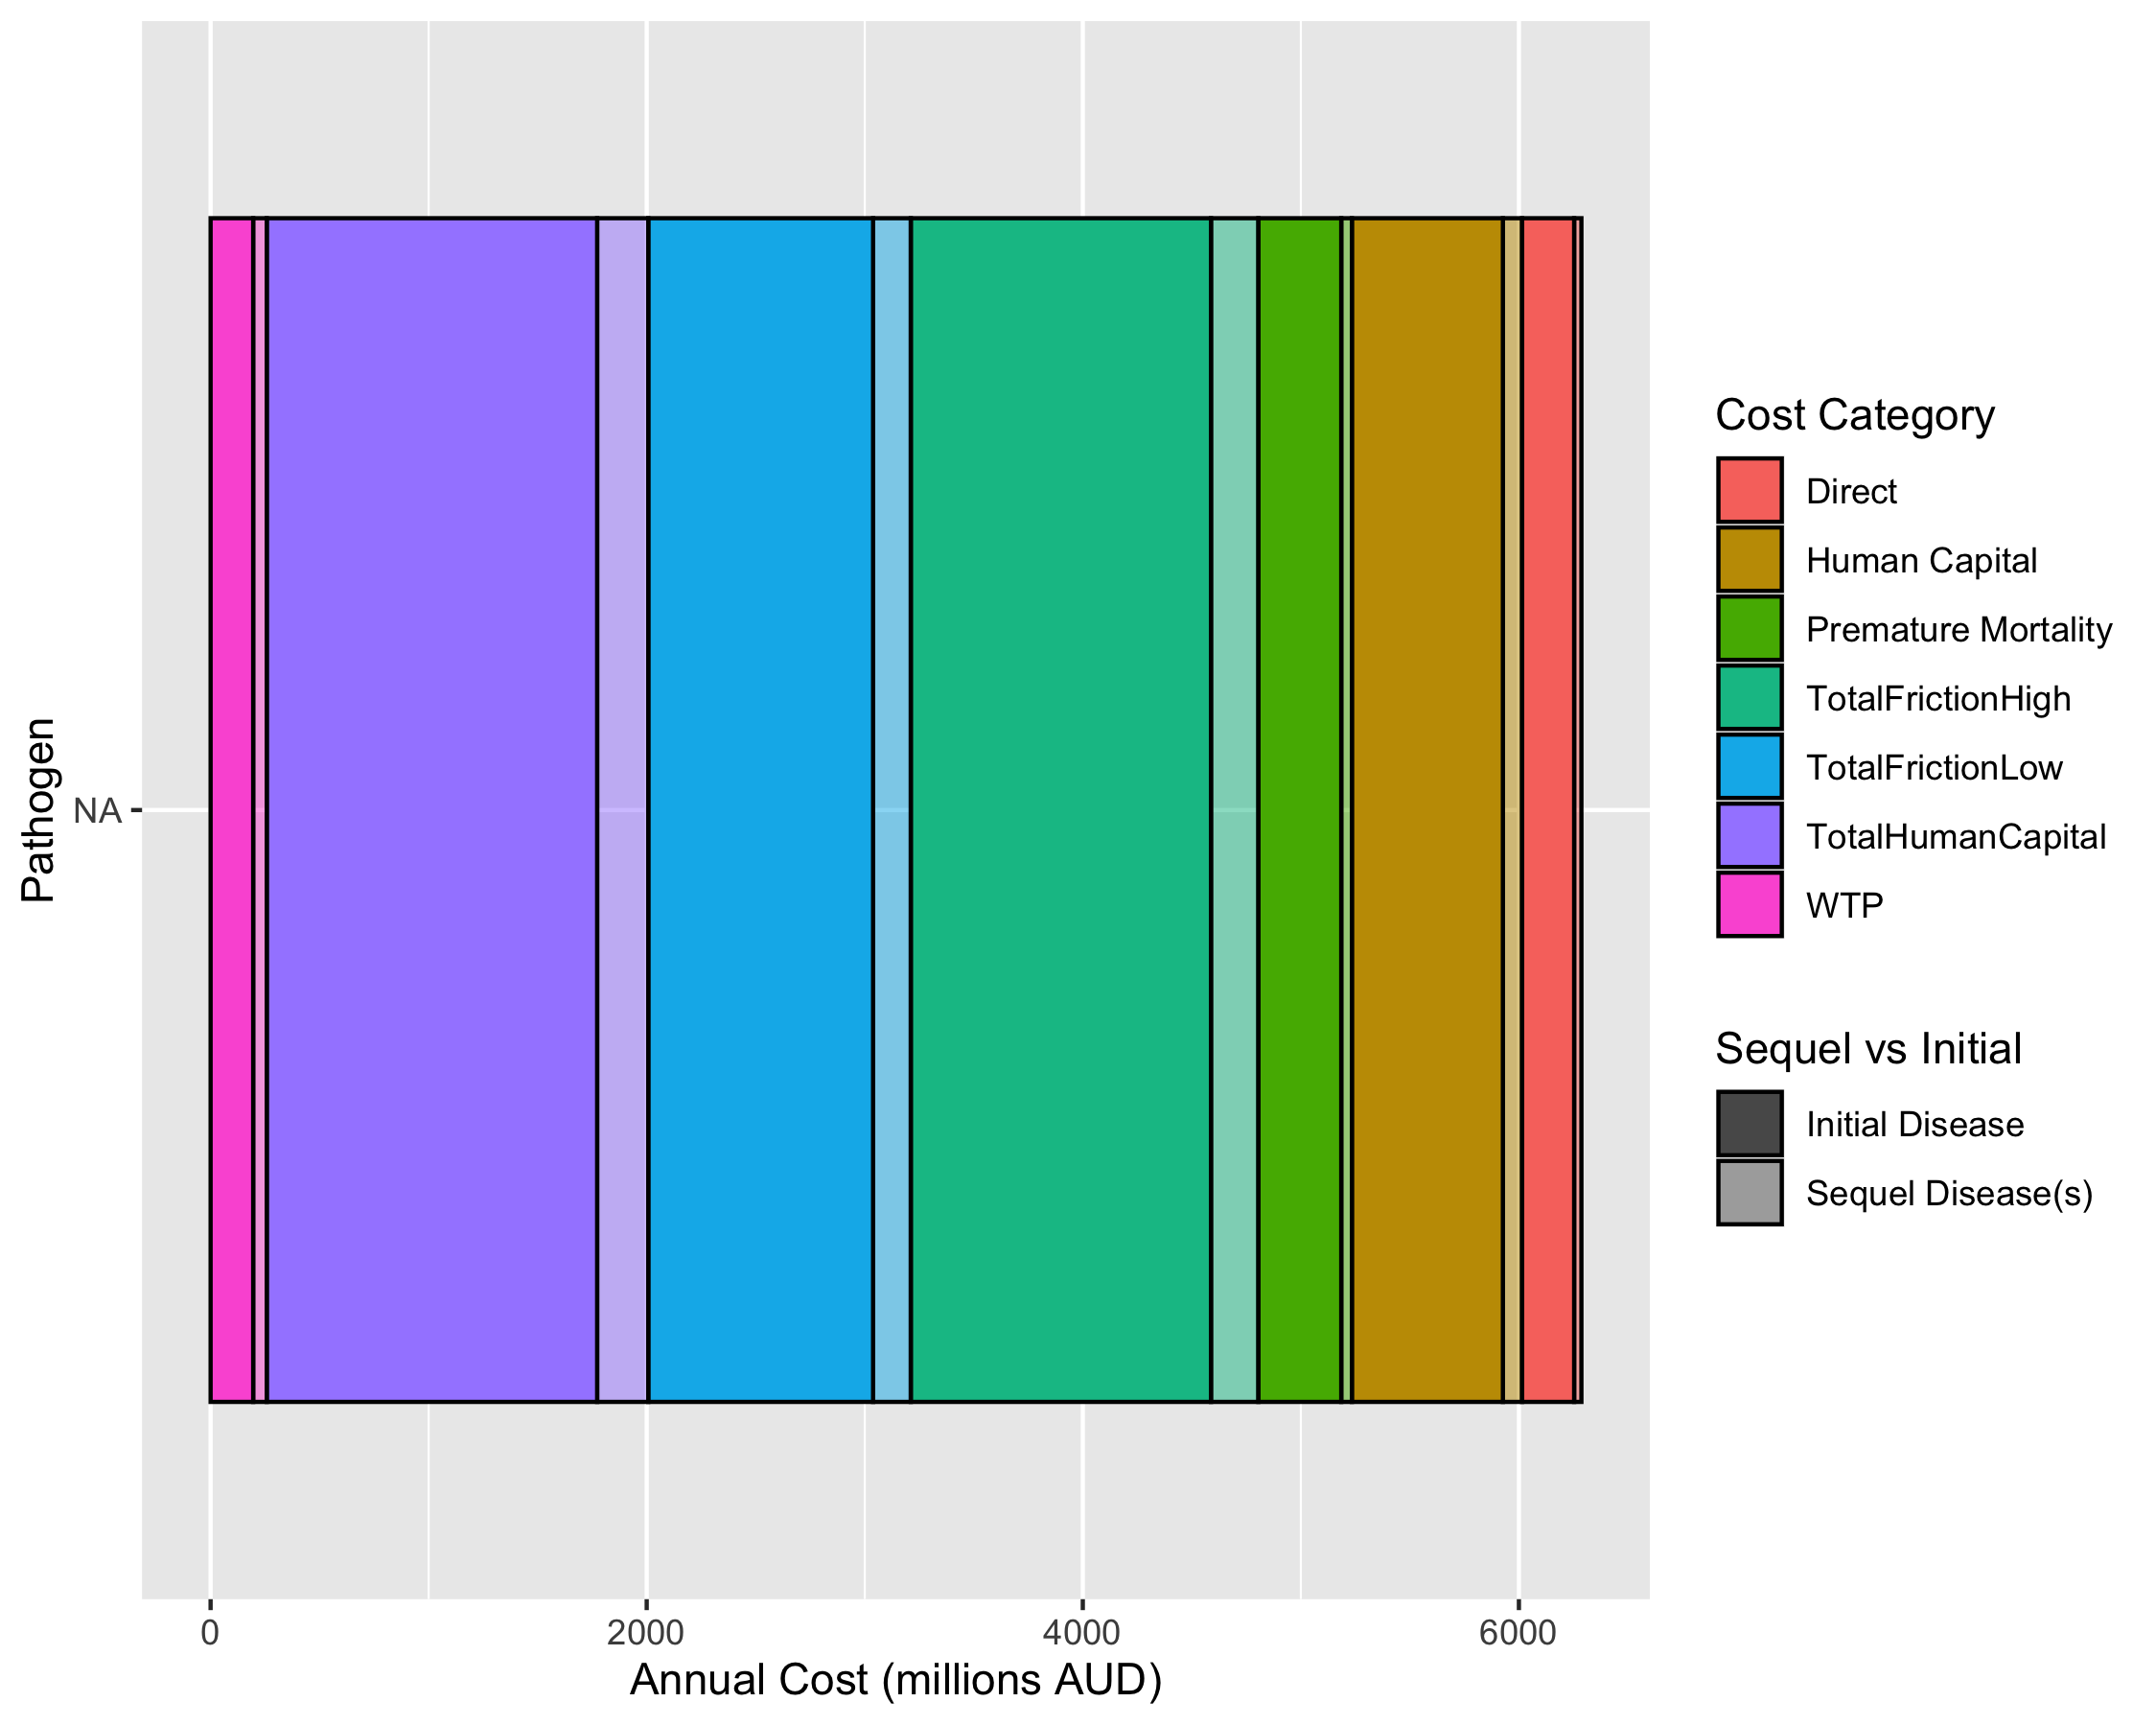 Pathogen
NA
0
2000
4000
6000
Annual Cost (millions AUD)
Cost Category
Direct
Human Capital
Premature Mortality
TotalFrictionHigh
TotalFrictionLow
TotalHumanCapital
WTP
Sequel vs Initial
Initial Disease
Sequel Disease(s)